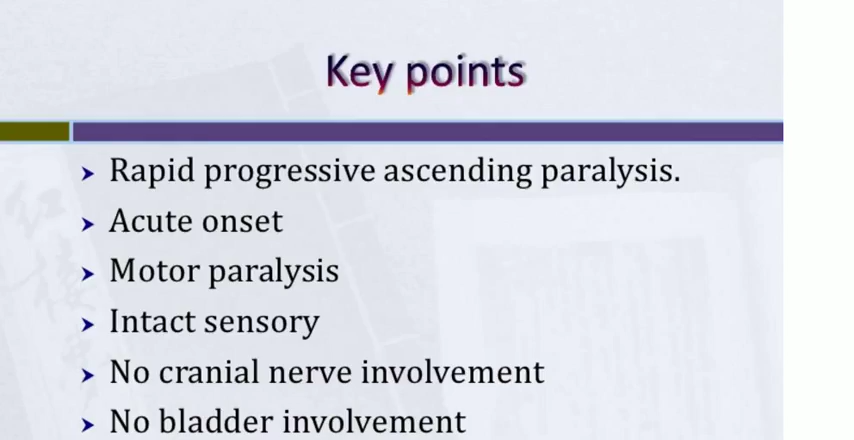 Key points
Rapid progressive ascending paralysis.
Acute onset
Motor paralysis
Intact sensory
No cranial nerve involvement
No bladder involvement